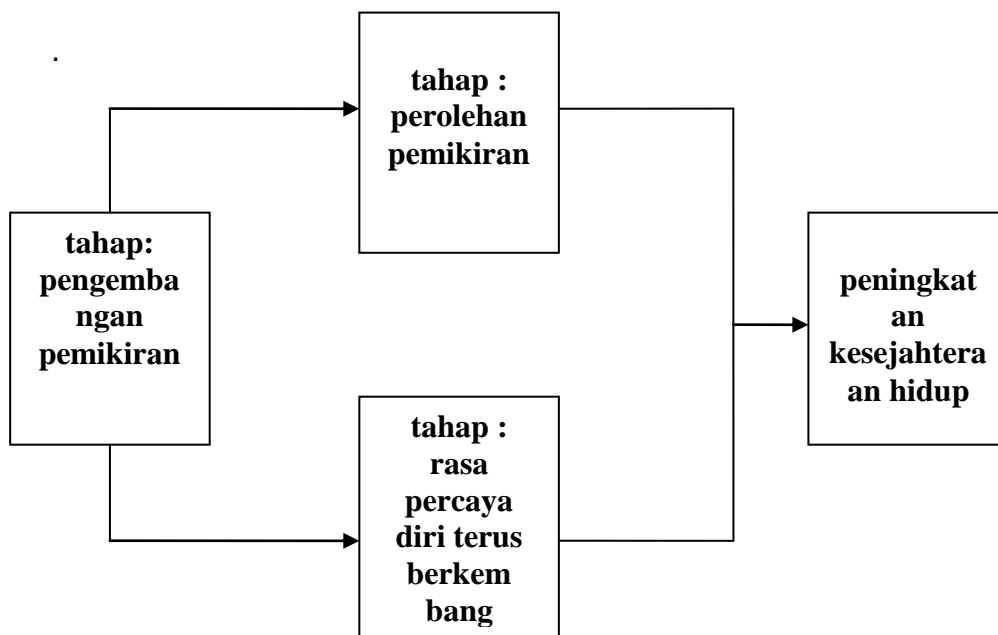 .
tahap :
perolehan
pemikiran
tahap:
pengemba
ngan
pemikiran
peningkat
an
kesejahtera
an hidup
tahap :
rasa
percaya
diri terus
berkem
bang